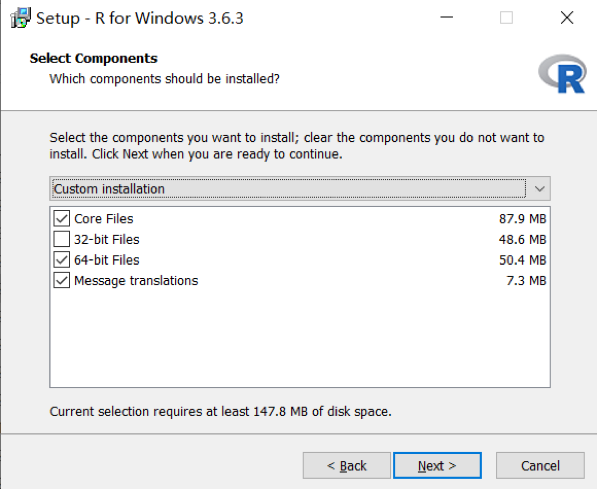 Setup - R for Windows 3.6.3
Select Components
Which components should be installed?
R
Select the components you want to install; clear the components you do not want to
install. Click Next when you are ready to continue.
Custom installation
Core Files 87.9 MB
32-bit Files 48.6 MB
64-bit Files 50.4 MB
Message translations 7.3 MB
Current selection requires at least 147.8 MB of disk space.
< Back Next > Cancel